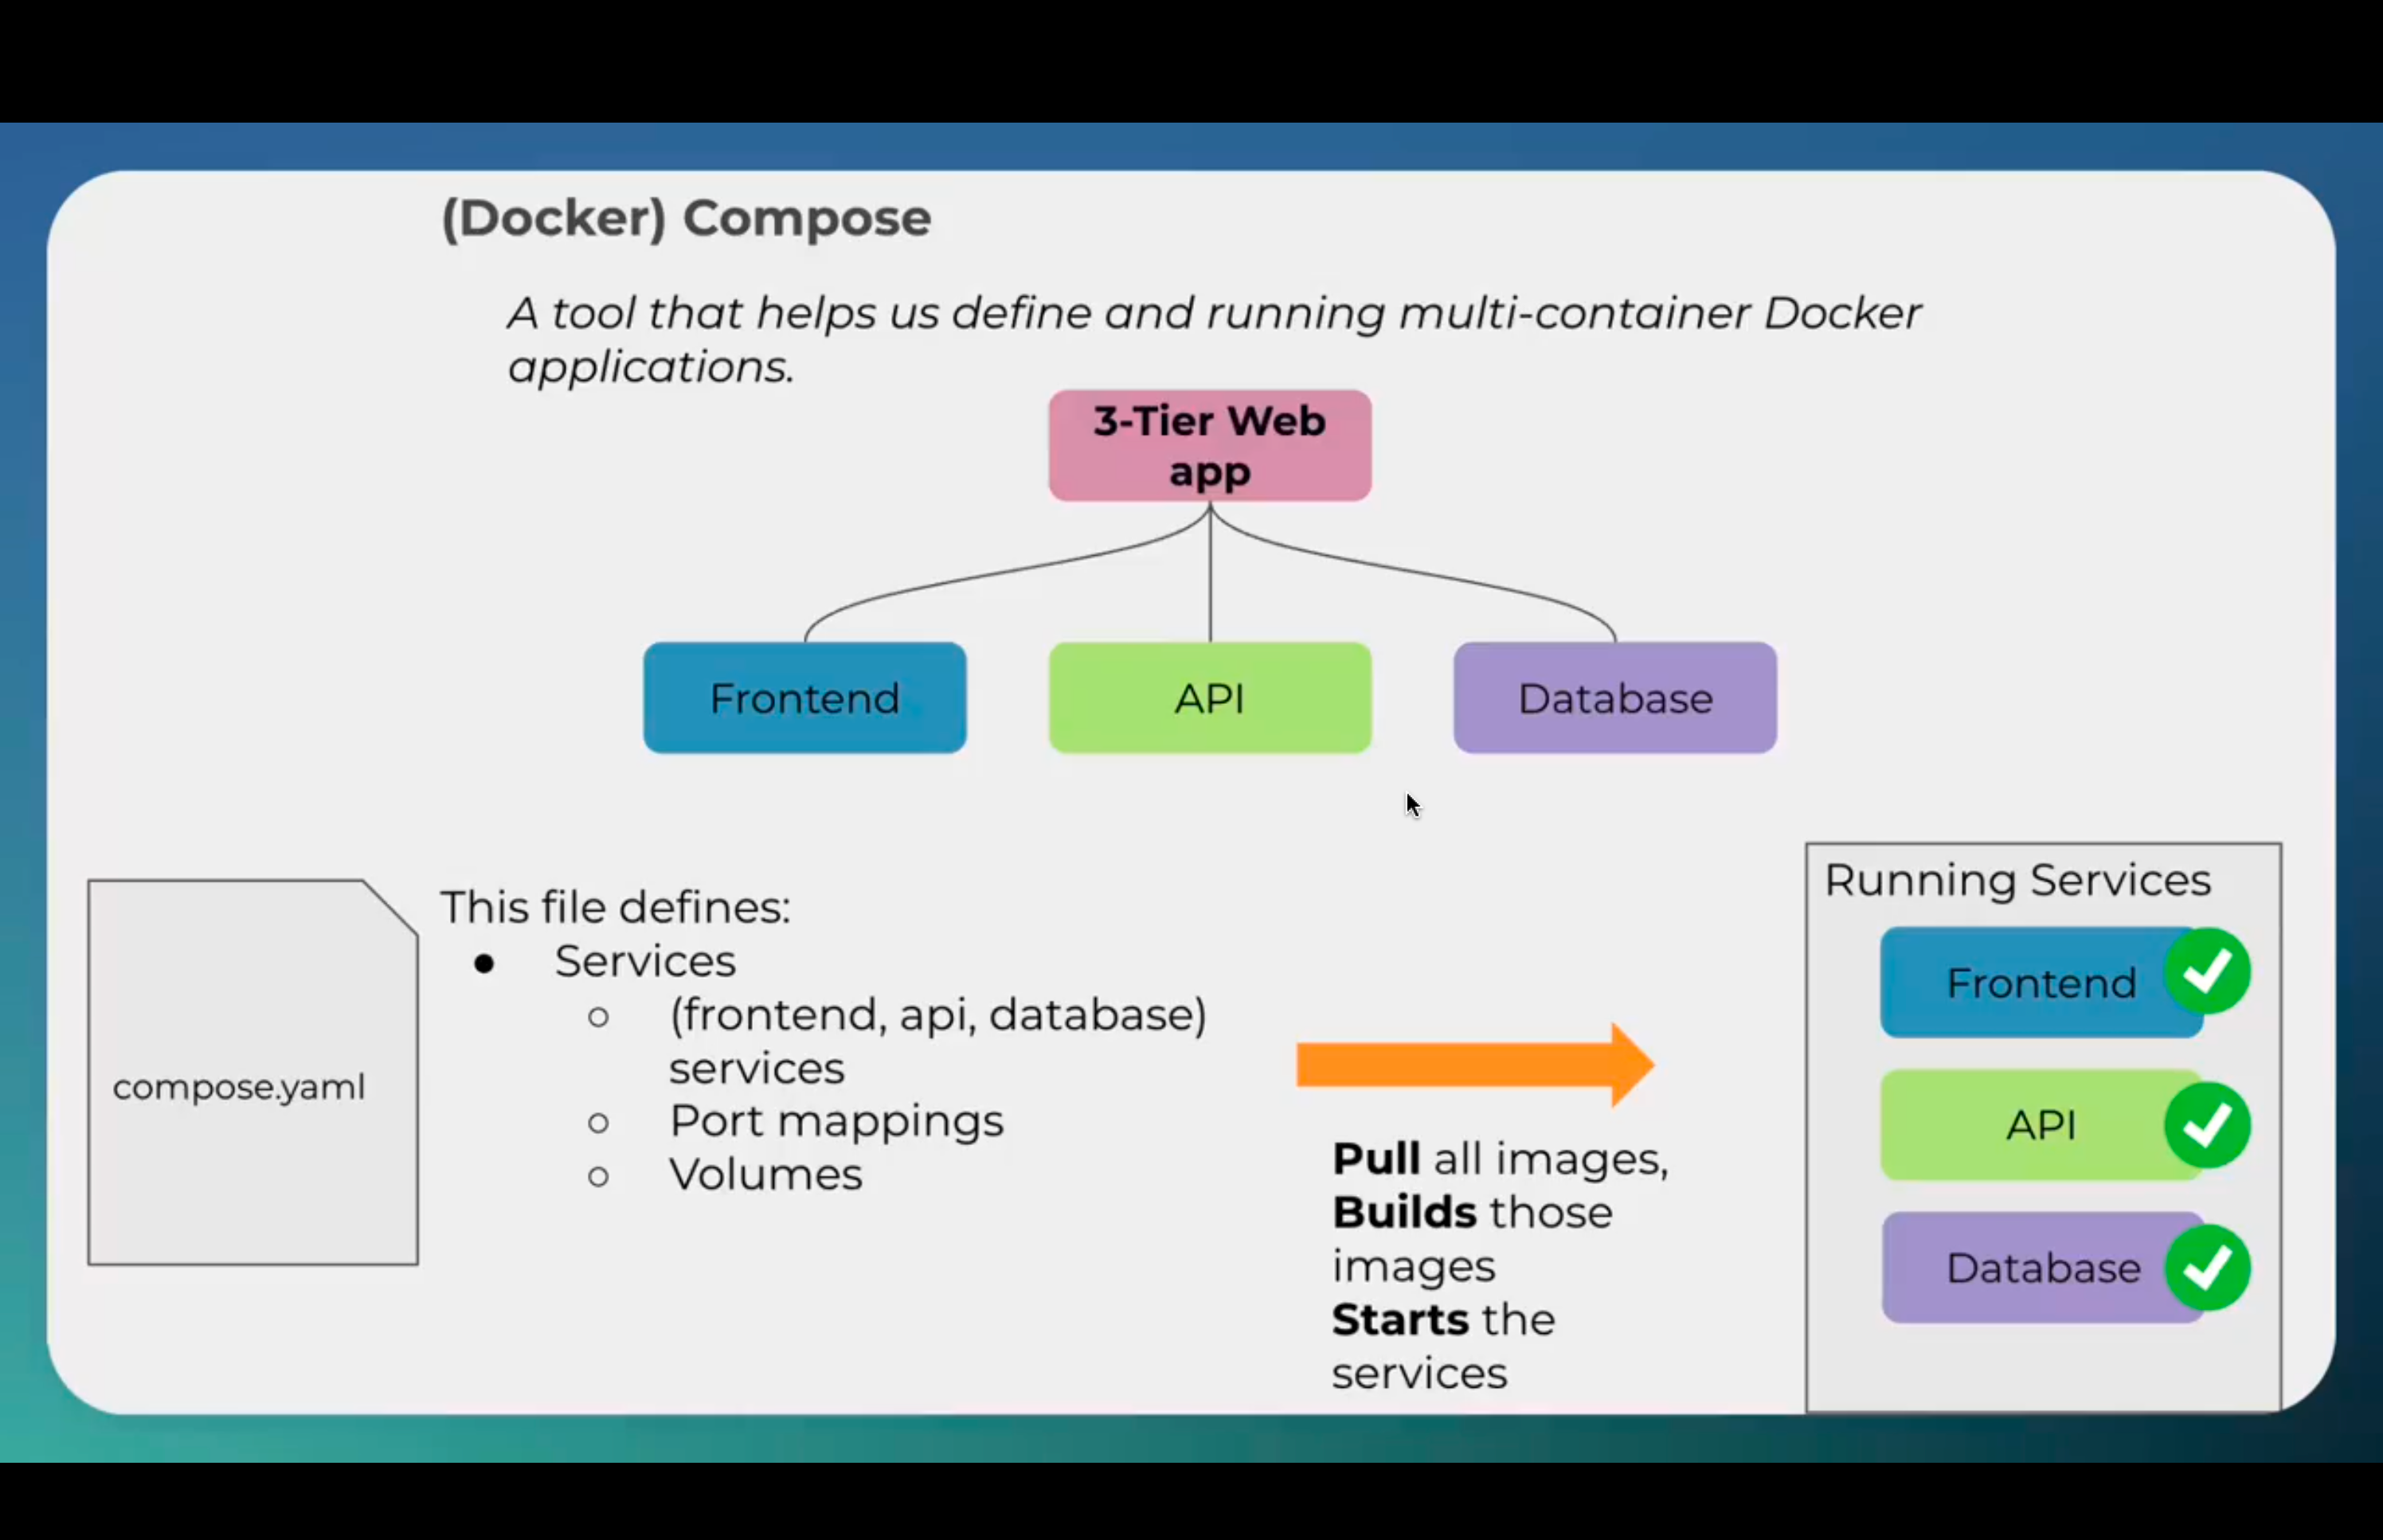 (Docker) Compose
A tool that helps us define and running multi-container Docker
applications.
3-Tier Web
app
Frontend
API
Database
compose.yaml
This file defines:
● Services
○ (frontend, api, database)
services
○ Port mappings
○ Volumes
Pull all images,
Builds those
images
Starts the
services
Running Services
Frontend
API
Database